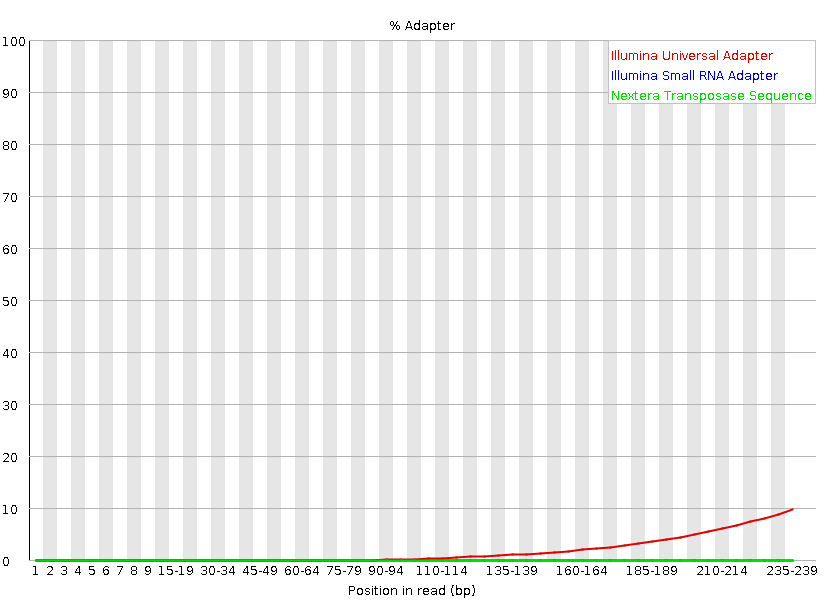 % Adapter
Illumina Universal Adapter
Illumina Small RNA Adapter
Nextera Transposase Sequence
100
90
80
70
60
50
40
30
20
10
0
1 2 3 4 5 6 7 8 9 15-19 30-34 45-49 60-64 75-79 90-94 110-114 135-139 160-164 185-189 210-214 235-239
Position in read (bp)